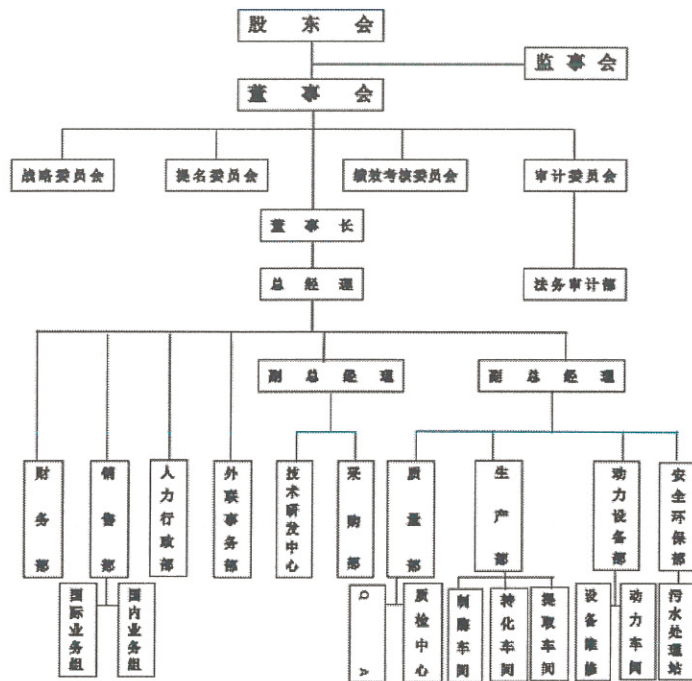 股东会
监事会
董事会
战略委员会
提名委员会
绩效考核委员会
审计委员会
董事长
总经理
法务审计部
副总经理
副总经理
财务部
销售部
人力行政部
外联事务部
技术研发中心
采购部
质量部
生产部
动力设备部
安全环保部
国际业务组
国内业务组
QA
质检中心
制酶车间
转化车间
提取车间
设备维修
动力车间
污水处理站